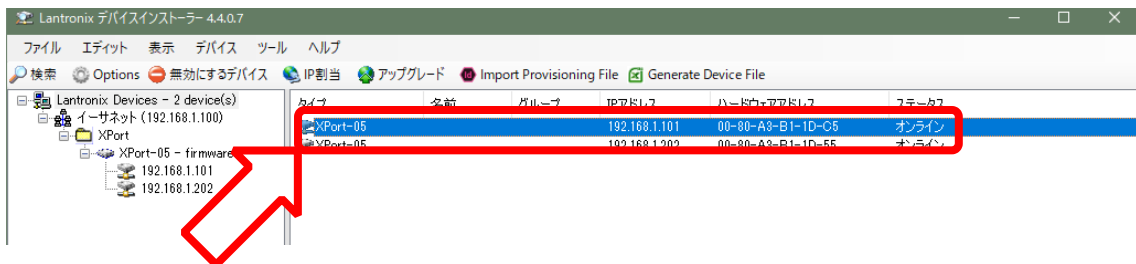 Lantronix デバイスインストーラー 4.4.0.7
ファイル エディット 表示 デバイス ツール ヘルプ
検索 Options 無効にするデバイス IP割当 アップグレード Import Provisioning File Generate Device File
Lantronix Devices - 2 device(s)
イーサネット (192.168.1.100)
XPort
XPort-05 - firmware
192.168.1.101
192.168.1.202
タイプ 名前 グループ IPアドレス ハードウェアアドレス ステータス
XPort-05 192.168.1.101 00-80-A3-B1-1D-C5 オンライン
XPort-05 192.168.1.202 00-80-A3-B1-1D-55 オンライン